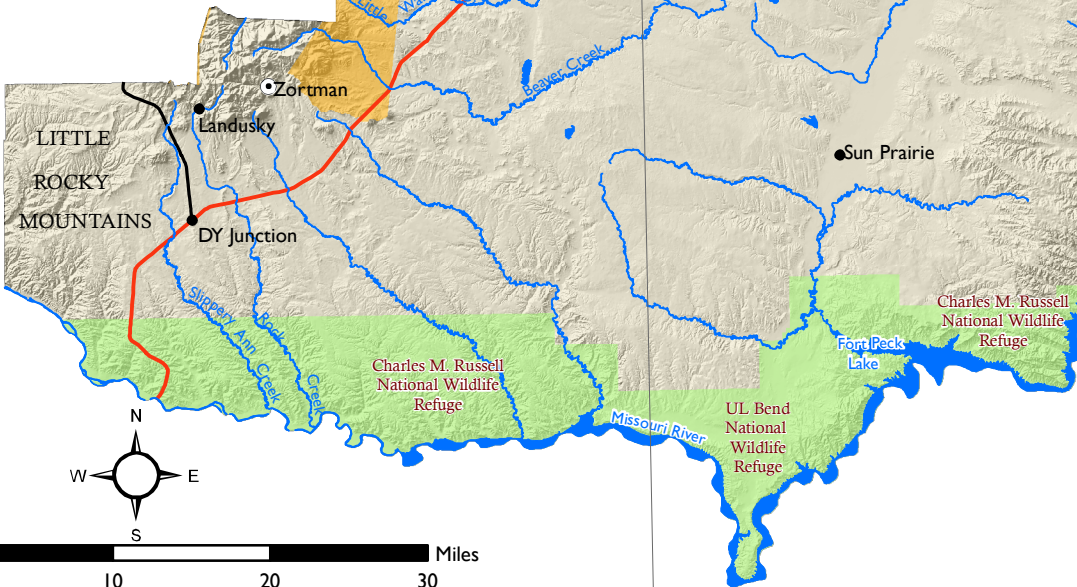 Little
Wa
Beaver Creek
Zortman
Landusky
Sun Prairie
LITTLE
ROCKY
MOUNTAINS
DY Junction
Slippery Ann Creek
Rock Creek
Charles M. Russell
National Wildlife
Refuge
Charles M. Russell
National Wildlife
Refuge
Fort Peck
Lake
UL Bend
National
Wildlife
Refuge
Missouri River
N
W
E
S
Miles
10
20
30